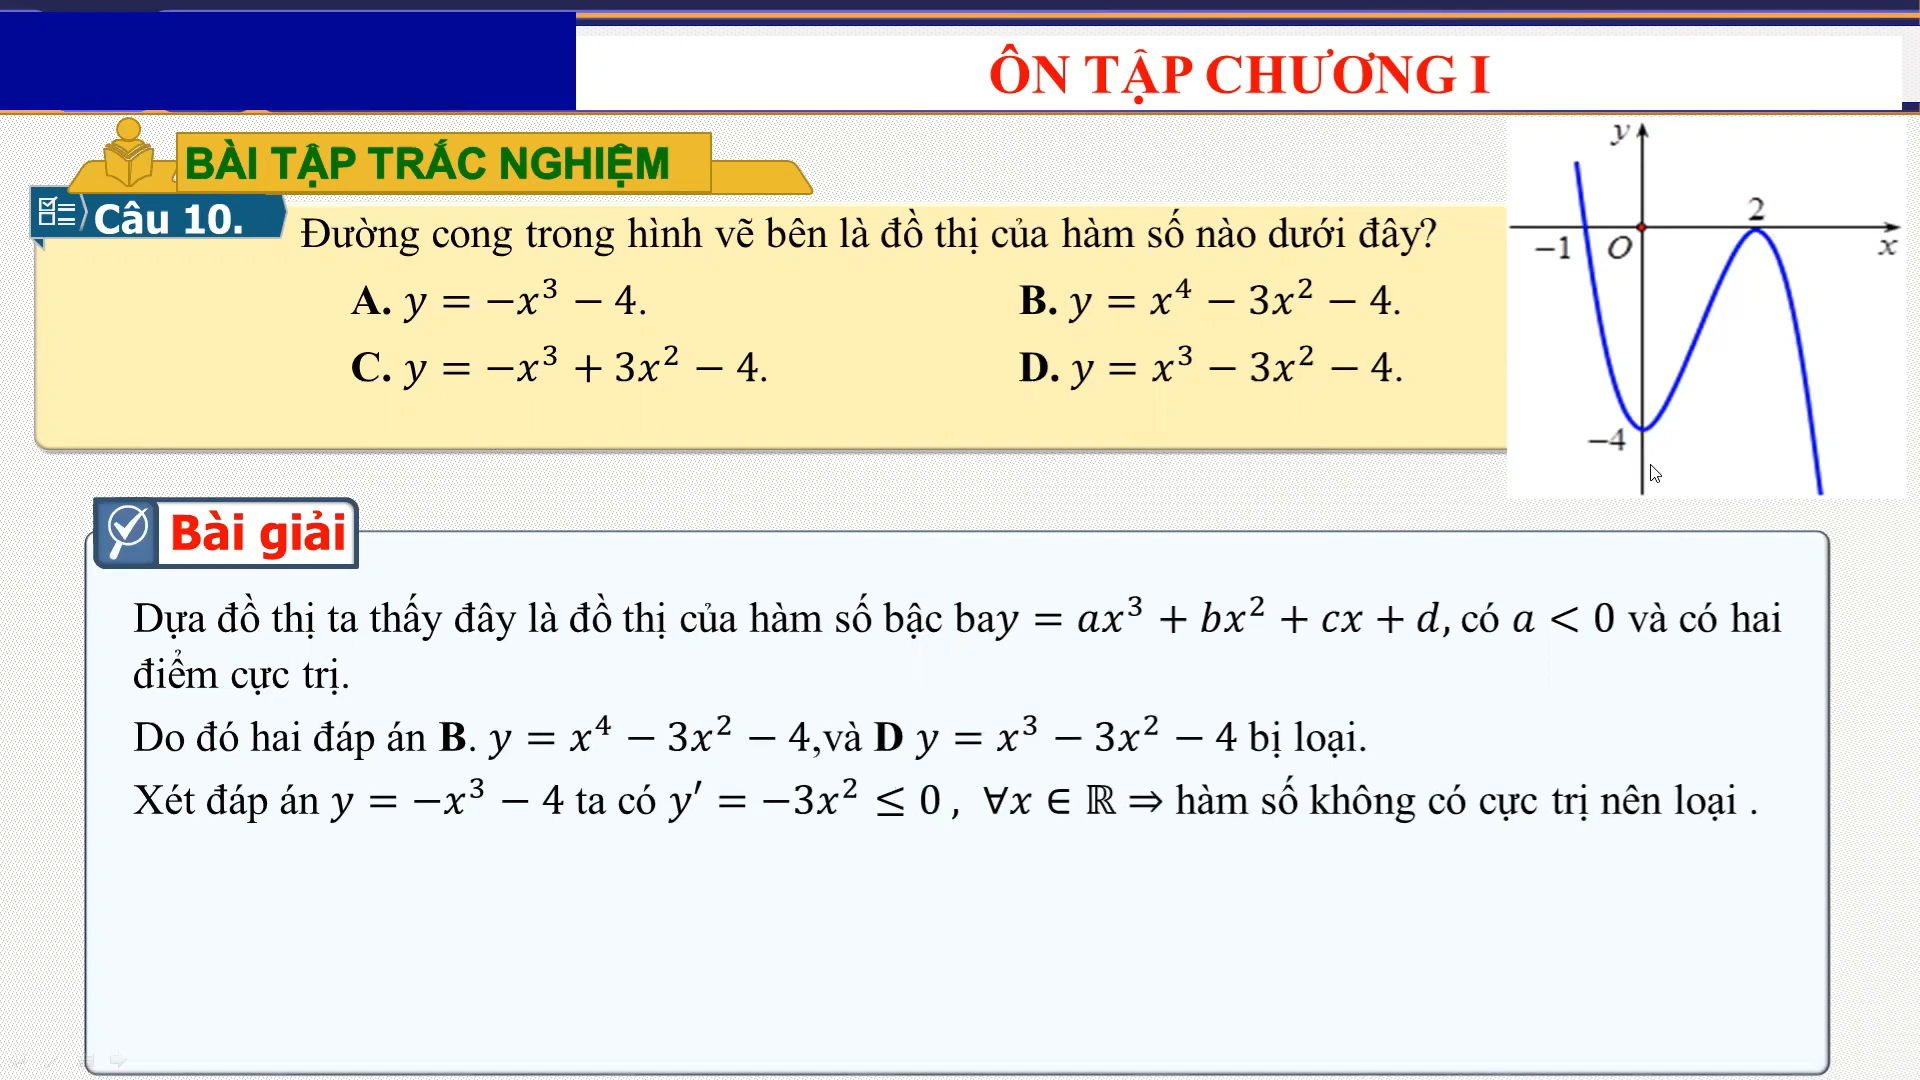 ÔN TẬP CHƯƠNG I
BÀI TẬP TRẮC NGHIỆM
Câu 10.
Đường cong trong hình vẽ bên là đồ thị của hàm số nào dưới đây?
A. y = −x³ − 4. B. y = x⁴ − 3x² − 4.
C. y = −x³ + 3x² − 4. D. y = x³ − 3x² − 4.
y
2
−1 O x
−4
Bài giải
Dựa đồ thị ta thấy đây là đồ thị của hàm số bậc bay = ax³ + bx² + cx + d, có a < 0 và có hai
điểm cực trị.
Do đó hai đáp án B. y = x⁴ − 3x² − 4,và D y = x³ − 3x² − 4 bị loại.
Xét đáp án y = −x³ − 4 ta có y′ = −3x² ≤ 0 , ∀x ∈ ℝ ⇒ hàm số không có cực trị nên loại .